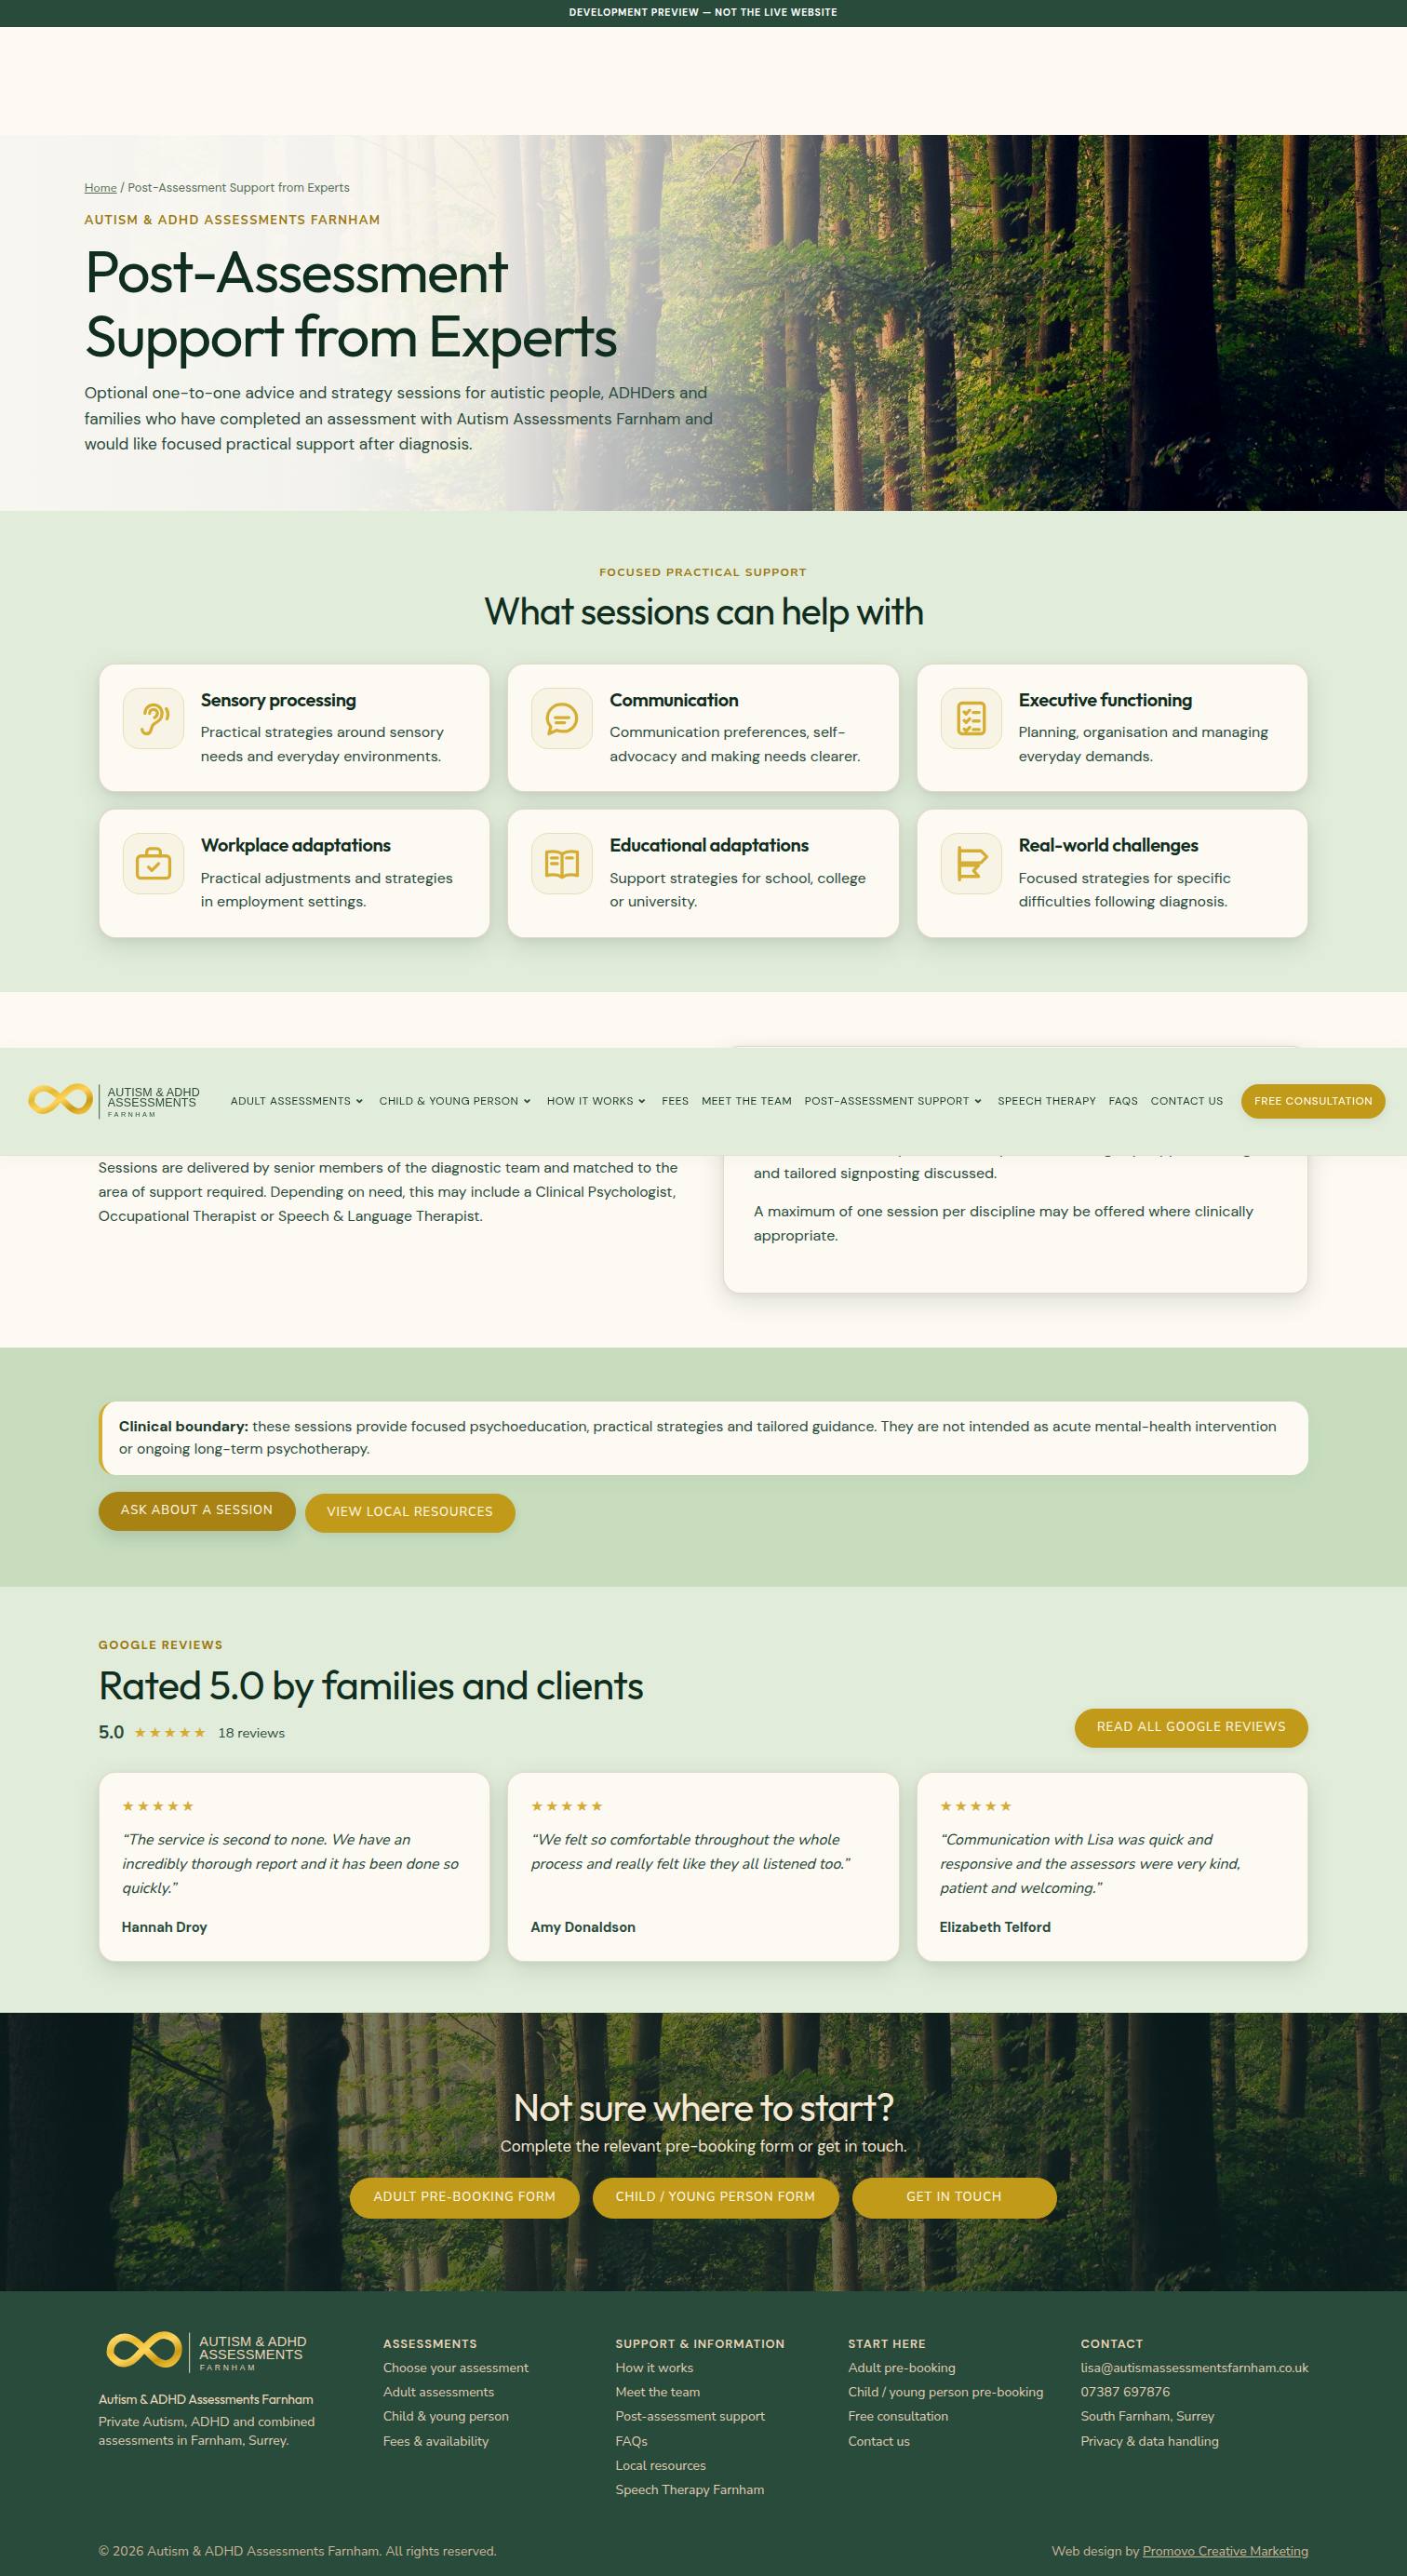 DEVELOPMENT PREVIEW — NOT THE LIVE WEBSITE
Home / Post-Assessment Support from Experts
AUTISM & ADHD ASSESSMENTS FARNHAM
Post-Assessment
Support from Experts
Optional one-to-one advice and strategy sessions for autistic people, ADHDers and
families who have completed an assessment with Autism Assessments Farnham and
would like focused practical support after diagnosis.
FOCUSED PRACTICAL SUPPORT
What sessions can help with
Sensory processing
Practical strategies around sensory
needs and everyday environments.
Communication
Communication preferences, self-
advocacy and making needs clearer.
Executive functioning
Planning, organisation and managing
everyday demands.
Workplace adaptations
Practical adjustments and strategies
in employment settings.
Educational adaptations
Support strategies for school, college
or university.
Real-world challenges
Focused strategies for specific
difficulties following diagnosis.
AUTISM & ADHD
ASSESSMENTS
FARNHAM
ADULT ASSESSMENTS CHILD & YOUNG PERSON HOW IT WORKS FEES MEET THE TEAM POST-ASSESSMENT SUPPORT SPEECH THERAPY FAQS CONTACT US FREE CONSULTATION
Sessions are delivered by senior members of the diagnostic team and matched to the
area of support required. Depending on need, this may include a Clinical Psychologist,
Occupational Therapist or Speech & Language Therapist.
and tailored signposting discussed.
A maximum of one session per discipline may be offered where clinically
appropriate.
Clinical boundary: these sessions provide focused psychoeducation, practical strategies and tailored guidance. They are not intended as acute mental-health intervention
or ongoing long-term psychotherapy.
ASK ABOUT A SESSION VIEW LOCAL RESOURCES
GOOGLE REVIEWS
Rated 5.0 by families and clients
5.0 ★★★★★ 18 reviews
READ ALL GOOGLE REVIEWS
★★★★★
“The service is second to none. We have an
incredibly thorough report and it has been done so
quickly.”
Hannah Droy
★★★★★
“We felt so comfortable throughout the whole
process and really felt like they all listened too.”
Amy Donaldson
★★★★★
“Communication with Lisa was quick and
responsive and the assessors were very kind,
patient and welcoming.”
Elizabeth Telford
Not sure where to start?
Complete the relevant pre-booking form or get in touch.
ADULT PRE-BOOKING FORM CHILD / YOUNG PERSON FORM GET IN TOUCH
AUTISM & ADHD
ASSESSMENTS
FARNHAM
Autism & ADHD Assessments Farnham
Private Autism, ADHD and combined
assessments in Farnham, Surrey.
ASSESSMENTS
Choose your assessment
Adult assessments
Child & young person
Fees & availability
SUPPORT & INFORMATION
How it works
Meet the team
Post-assessment support
FAQs
Local resources
Speech Therapy Farnham
START HERE
Adult pre-booking
Child / young person pre-booking
Free consultation
Contact us
CONTACT
lisa@autismassessmentsfarnham.co.uk
07387 697876
South Farnham, Surrey
Privacy & data handling
© 2026 Autism & ADHD Assessments Farnham. All rights reserved.
Web design by Promovo Creative Marketing